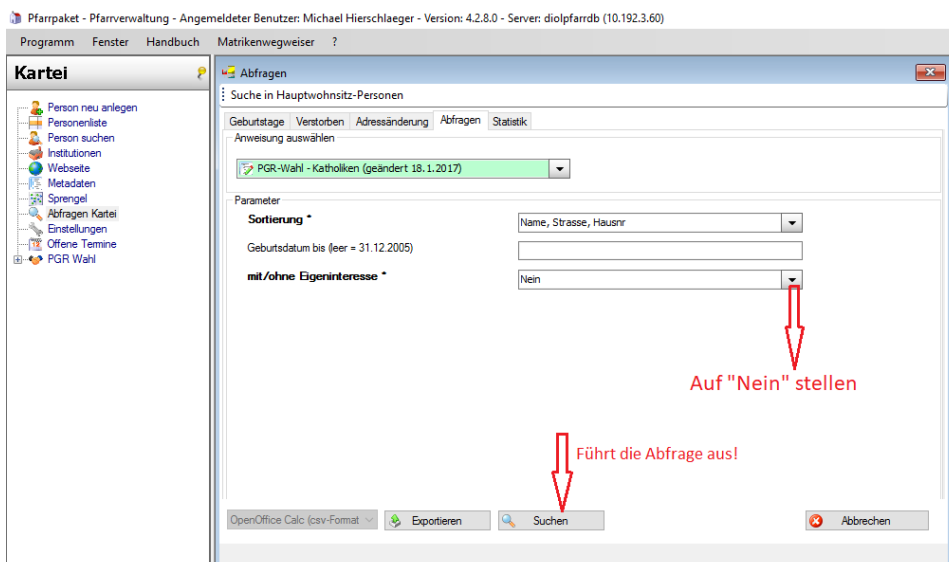 Pfarrpaket - Pfarrverwaltung - Angemeldeter Benutzer: Michael Hierschlaeger - Version: 4.2.8.0 - Server: diolpfarrdb (10.192.3.60)
Programm Fenster Handbuch Matrikenwegweiser ?
Kartei
Person neu anlegen
Personenliste
Person suchen
Institutionen
Webseite
Metadaten
Sprengel
Abfragen Kartei
Einstellungen
Offene Termine
PGR Wahl
Abfragen
Suche in Hauptwohnsitz-Personen
Geburtstage Verstorben Adressänderung Abfragen Statistik
Anweisung auswählen
PGR-Wahl - Katholiken (geändert 18.1.2017)
Parameter
Sortierung * Name, Strasse, Hausnr
Geburtsdatum bis (leer = 31.12.2005)
mit/ohne Eigeninteresse * Nein
Auf "Nein" stellen
Führt die Abfrage aus!
OpenOffice Calc (csv-Format Exportieren Suchen Abbrechen